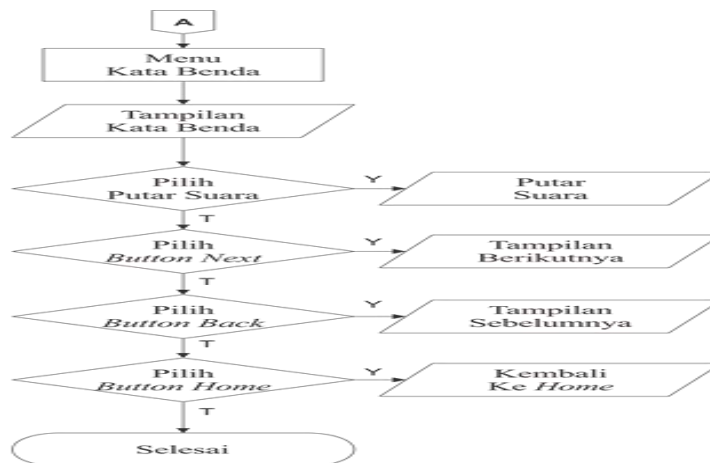 A
Menu
Kata Benda
Tampilan
Kata Benda
Pilih
Putar Suara
Y
Putar
Suara
T
Pilih
Button Next
Y
Tampilan
Berikutnya
T
Pilih
Button Back
Y
Tampilan
Sebelumnya
T
Pilih
Button Home
Y
Kembali
Ke Home
T
Selesai